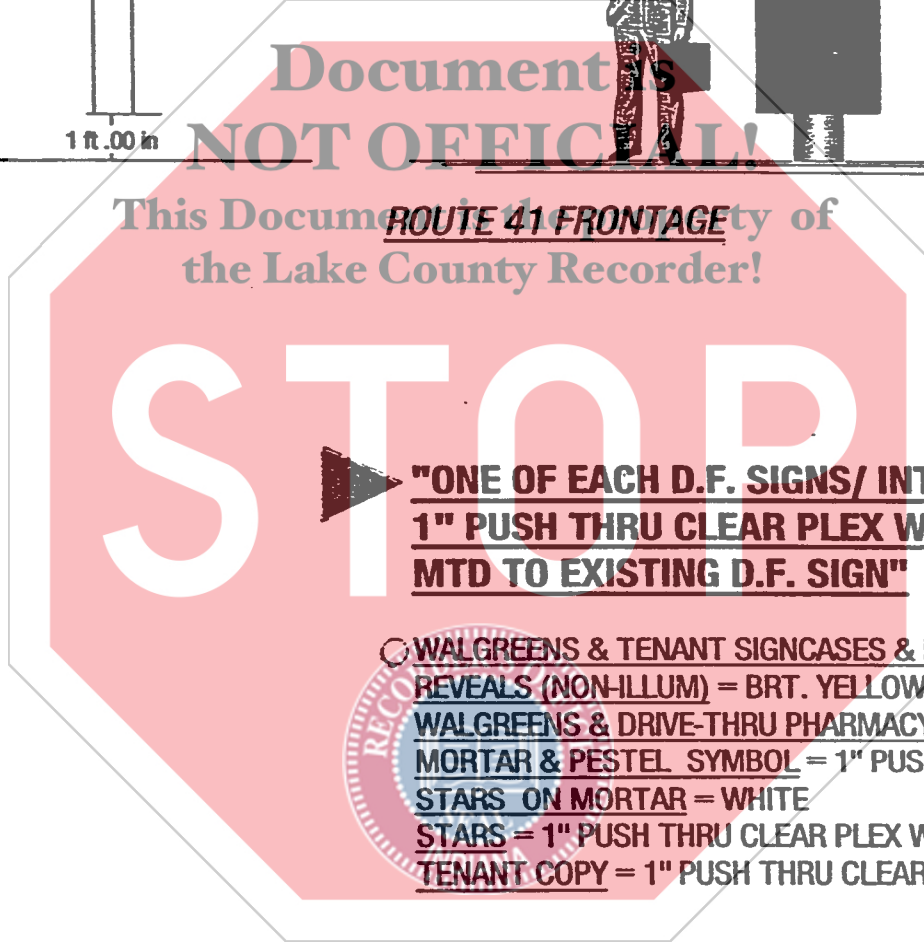 Document is
1 ft .00 in
NOT OFFICIAL!
This Document is the property of
ROUTE 41 FRONTAGE
the Lake County Recorder!
STOP
"ONE OF EACH D.F. SIGNS/ INT
1" PUSH THRU CLEAR PLEX W
MTD TO EXISTING D.F. SIGN"
WALGREENS & TENANT SIGNCASES &
REVEALS (NON-ILLUM) = BRT. YELLOW
WALGREENS & DRIVE-THRU PHARMACY
MORTAR & PESTEL SYMBOL = 1" PUS
STARS ON MORTAR = WHITE
STARS = 1" PUSH THRU CLEAR PLEX W
TENANT COPY = 1" PUSH THRU CLEAR
INDIANA